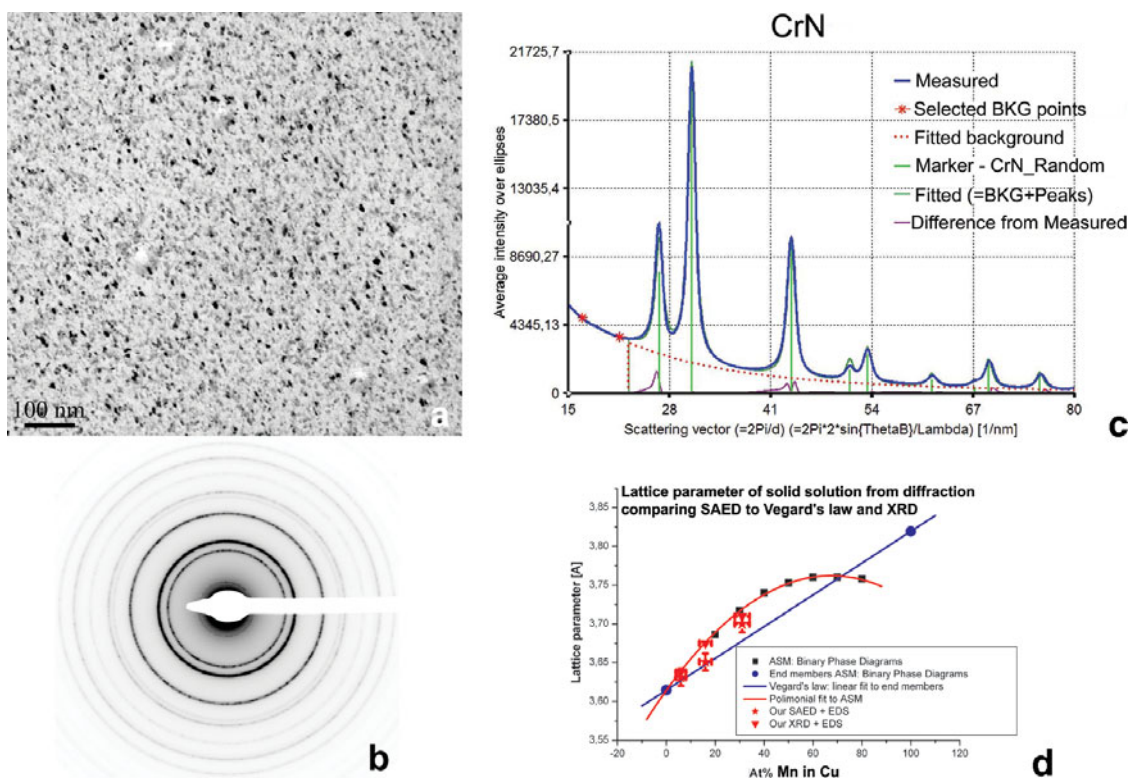 100 nm
a
b
CrN
21725,7
17380,5
13035,4
8690,27
4345,13
0
Average intensity over ellipses
Measured
Selected BKG points
Fitted background
Marker - CrN_Random
Fitted (=BKG+Peaks)
Difference from Measured
15 28 41 54 67 80
Scattering vector (=2Pi/d) (=2Pi*2*sin{ThetaB}/Lambda) [1/nm]
c
Lattice parameter of solid solution from diffraction
comparing SAED to Vegard's law and XRD
3,85
3,80
3,75
3,70
3,65
3,60
3,55
Lattice parameter [A]
ASM: Binary Phase Diagrams
End members ASM: Binary Phase Diagrams
Vegard's law: linear fit to end members
Polimonial fit to ASM
Our SAED + EDS
Our XRD + EDS
-20 0 20 40 60 80 100 120
At% Mn in Cu
d